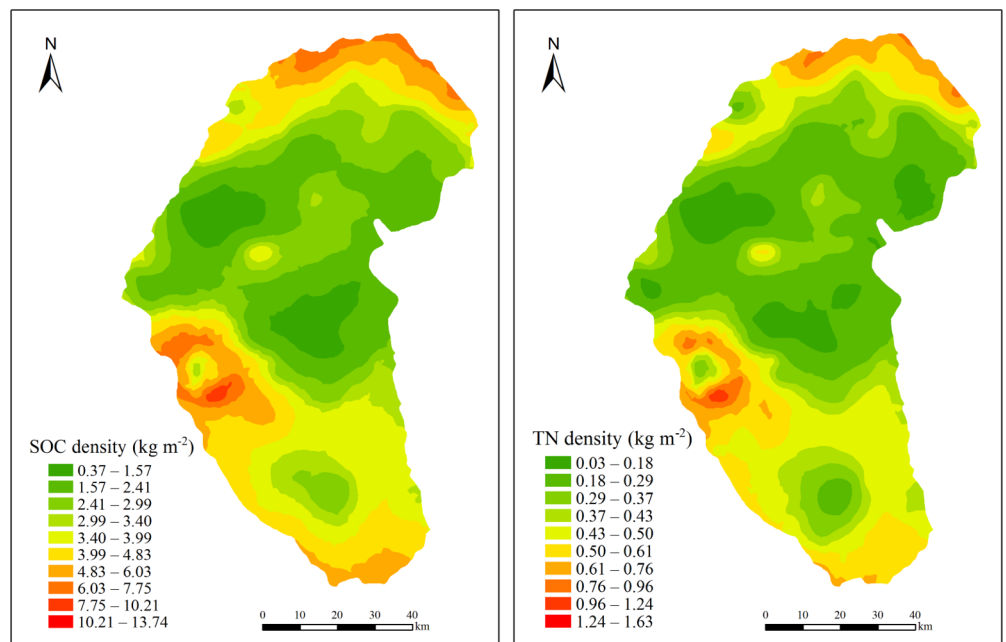 N
SOC density (kg m-2)
0.37 – 1.57
1.57 – 2.41
2.41 – 2.99
2.99 – 3.40
3.40 – 3.99
3.99 – 4.83
4.83 – 6.03
6.03 – 7.75
7.75 – 10.21
10.21 – 13.74
0 10 20 30 40
km
N
TN density (kg m-2)
0.03 – 0.18
0.18 – 0.29
0.29 – 0.37
0.37 – 0.43
0.43 – 0.50
0.50 – 0.61
0.61 – 0.76
0.76 – 0.96
0.96 – 1.24
1.24 – 1.63
0 10 20 30 40
km